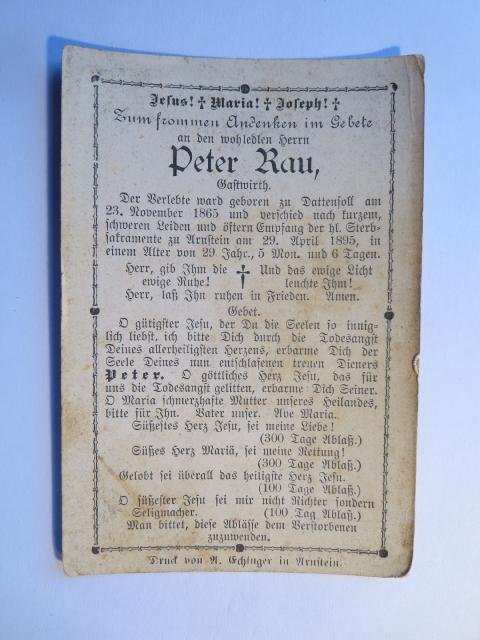 Jesus! ✝ Maria! ✝ Joseph! ✝
Zum frommen Andenken im Gebete
an den wohledlen Herrn
Peter Rau,
Gastwirth.
Der Verlebte ward geboren zu Dattensoll am
23. November 1865 und verschied nach kurzem,
schweren Leiden und öftern Empfang der hl. Sterb-
sakramente zu Arnstein am 29. April 1895, in
einem Alter von 29 Jahr., 5 Mon. und 6 Tagen.
Herr, gib Ihm die ✝ Und das ewige Licht
ewige Ruhe! leuchte Ihm!
Herr, laß Ihn ruhen in Frieden. Amen.
Gebet.
O gütigster Jesu, der Du die Seelen so innig-
lich liebst, ich bitte Dich durch die Todesangst
Deines allerheiligsten Herzens, erbarme Dich der
Seele Deines nun entschlafenen treuen Dieners
Peter. O göttliches Herz Jesu, das für
uns die Todesangst gelitten, erbarme Dich Seiner.
O Maria schmerzhafte Mutter unseres Heilandes,
bitte für Ihn. Vater unser. Ave Maria.
Süßestes Herz Jesu, sei meine Liebe!
(300 Tage Ablaß.)
Süßes Herz Mariä, sei meine Rettung!
(300 Tage Ablaß.)
Gelobt sei überall das heiligste Herz Jesu.
(100 Tage Ablaß.)
O süßester Jesu sei mir nicht Richter sondern
Seligmacher. (100 Tag Ablaß.)
Man bittet, diese Ablässe dem Verstorbenen
zuzuwenden.
Druck von A. Echinger in Arnstein.